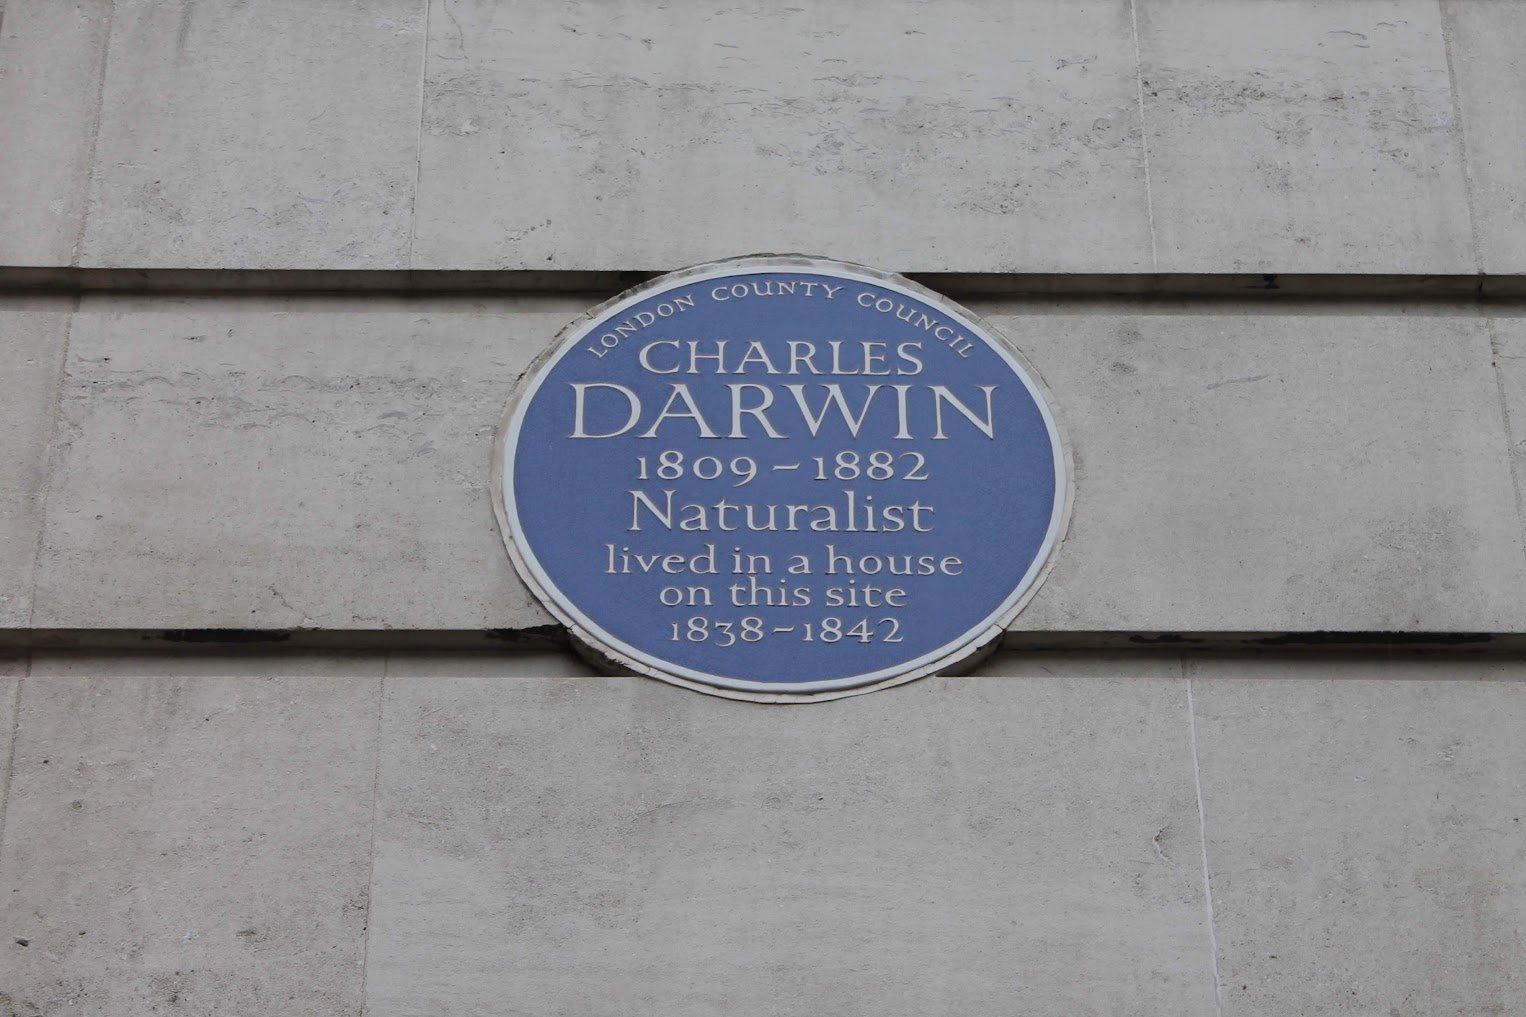 LONDON COUNTY COUNCIL
CHARLES
DARWIN
1809 – 1882
Naturalist
lived in a house
on this site
1838 – 1842